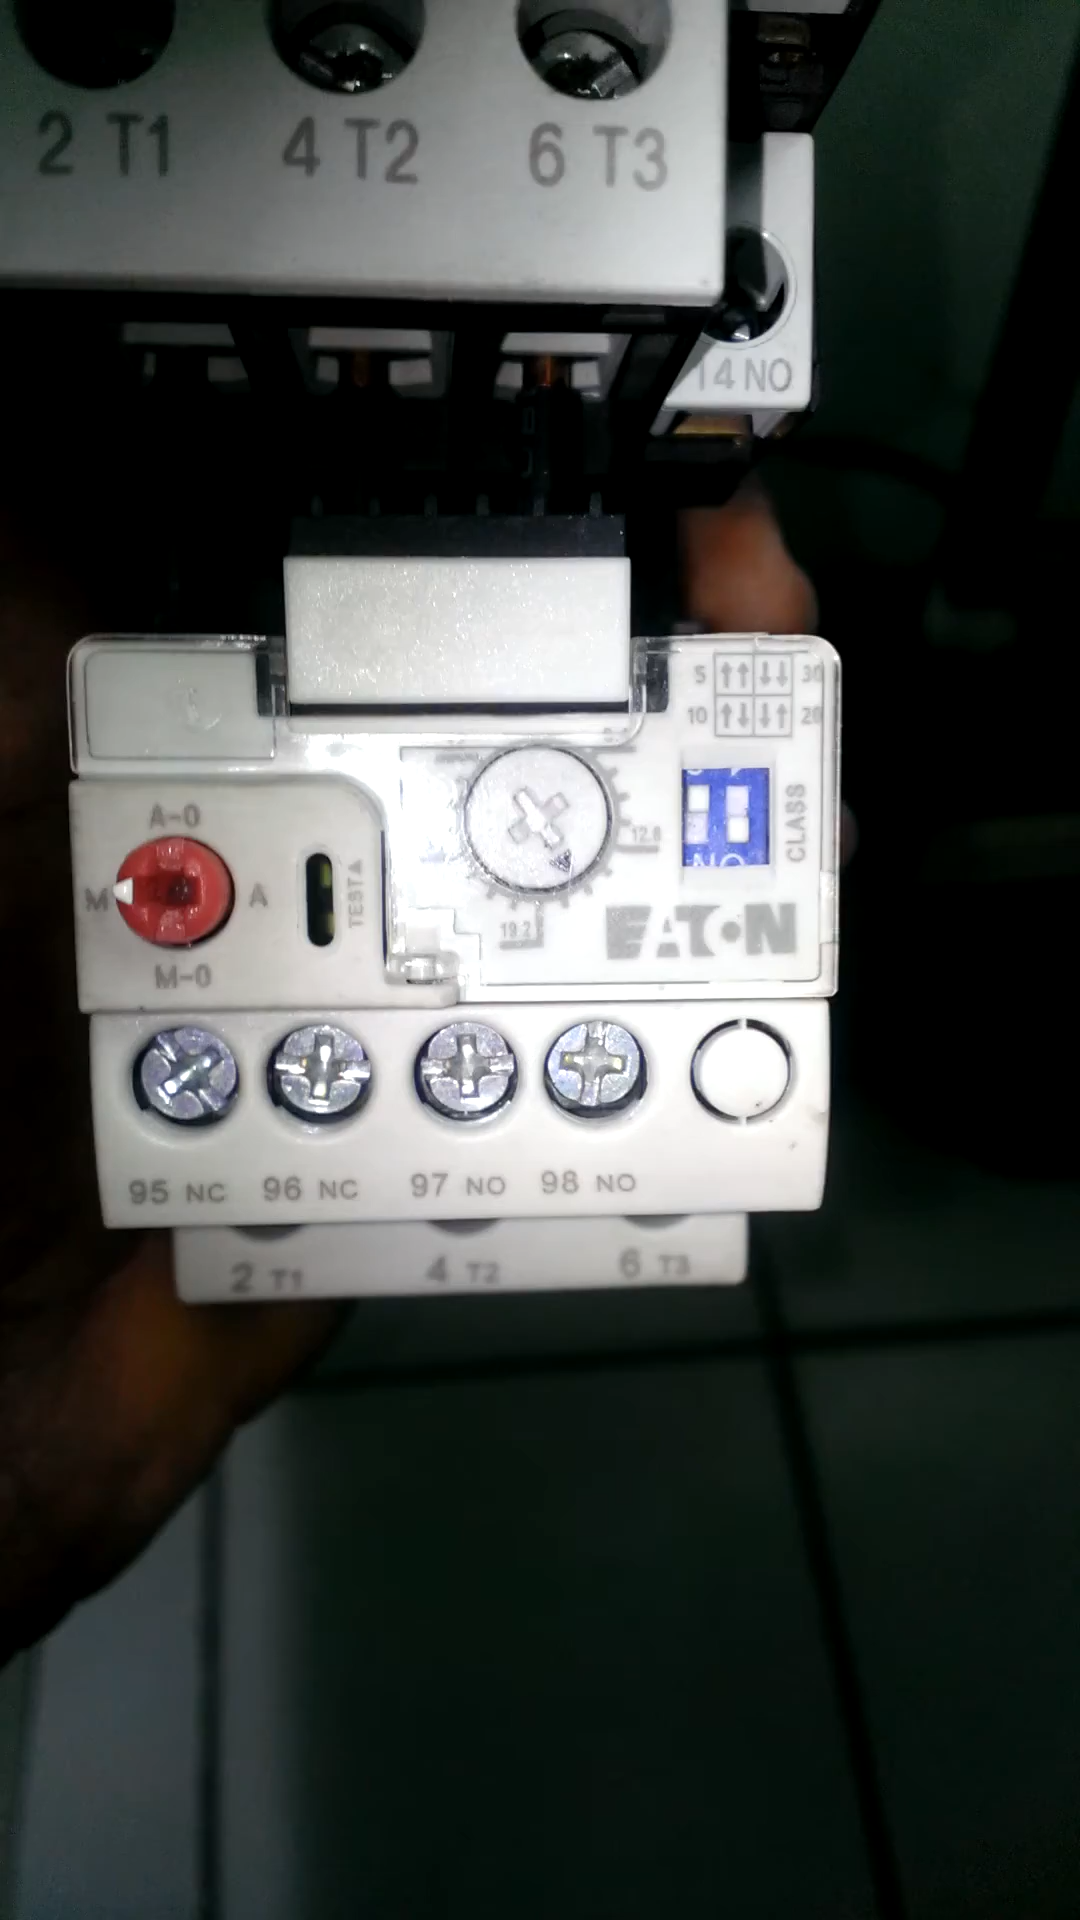 2 T1 4 T2 6 T3
14 NO
5 ↑↑ ↓↓ 30
10 ↑↓ ↓↑ 20
CLASS
A-0
M A
M-0
TEST
12.8
19.2
NO
EATON
95 NC 96 NC 97 NO 98 NO
2 T1 4 T2 6 T3